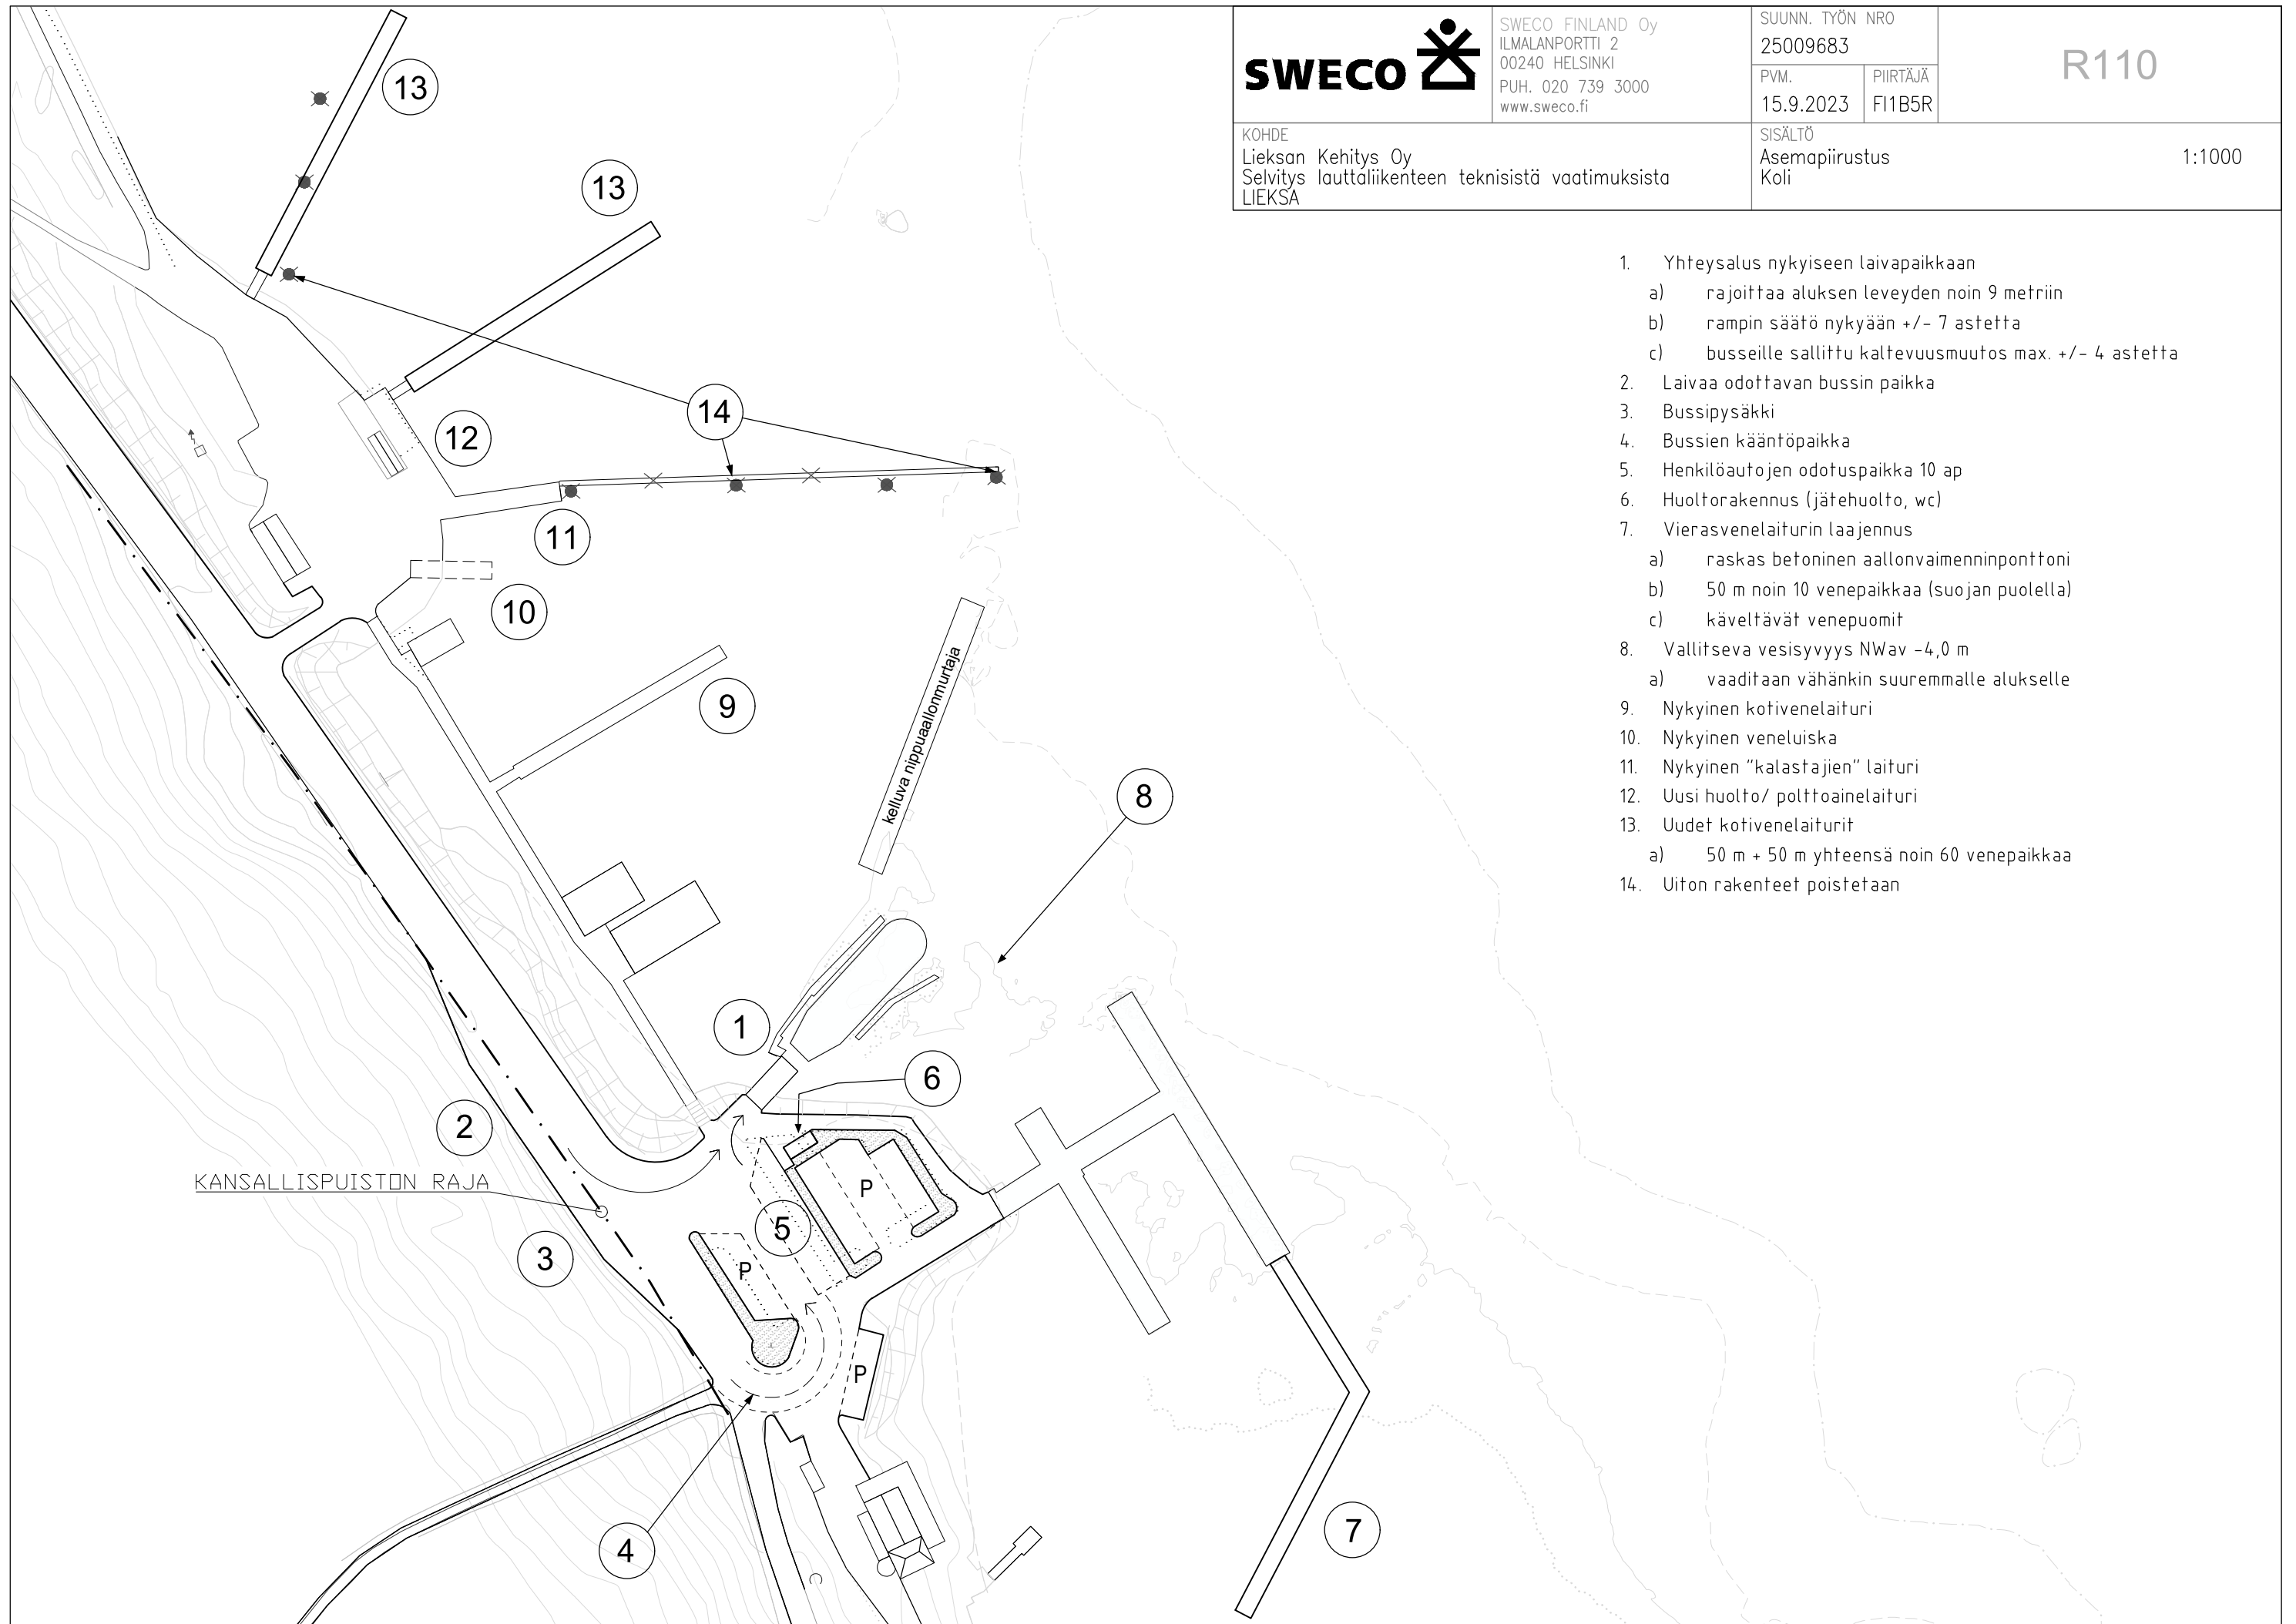 SWECO
SWECO FINLAND Oy
ILMALANPORTTI 2
00240 HELSINKI
PUH. 020 739 3000
www.sweco.fi
SUUNN. TYÖN NRO
25009683
PVM.
15.9.2023
PIIRTÄJÄ
FI1B5R
R110
KOHDE
Lieksan Kehitys Oy
Selvitys lauttaliikenteen teknisistä vaatimuksista
LIEKSA
SISÄLTÖ
Asemapiirustus 1:1000
Koli
1. Yhteysalus nykyiseen laivapaikkaan
a) rajoittaa aluksen leveyden noin 9 metriin
b) rampin säätö nykyään +/- 7 astetta
c) busseille sallittu kaltevuusmuutos max. +/- 4 astetta
2. Laivaa odottavan bussin paikka
3. Bussipysäkki
4. Bussien kääntöpaikka
5. Henkilöautojen odotuspaikka 10 ap
6. Huoltorakennus (jätehuolto, wc)
7. Vierasvenelaiturin laajennus
a) raskas betoninen aallonvaimenninponttoni
b) 50 m noin 10 venepaikkaa (suojan puolella)
c) käveltävät venepuomit
8. Vallitseva vesisyvyys NWav -4,0 m
a) vaaditaan vähänkin suuremmalle alukselle
9. Nykyinen kotivenelaituri
10. Nykyinen veneluiska
11. Nykyinen "kalastajien" laituri
12. Uusi huolto/ polttoainelaituri
13. Uudet kotivenelaiturit
a) 50 m + 50 m yhteensä noin 60 venepaikkaa
14. Uiton rakenteet poistetaan
13
13
14
12
11
10
9
kelluva nippuaallonmurtaja
8
1
6
2
KANSALLISPUISTON RAJA
P
5
3
P
P
4
7